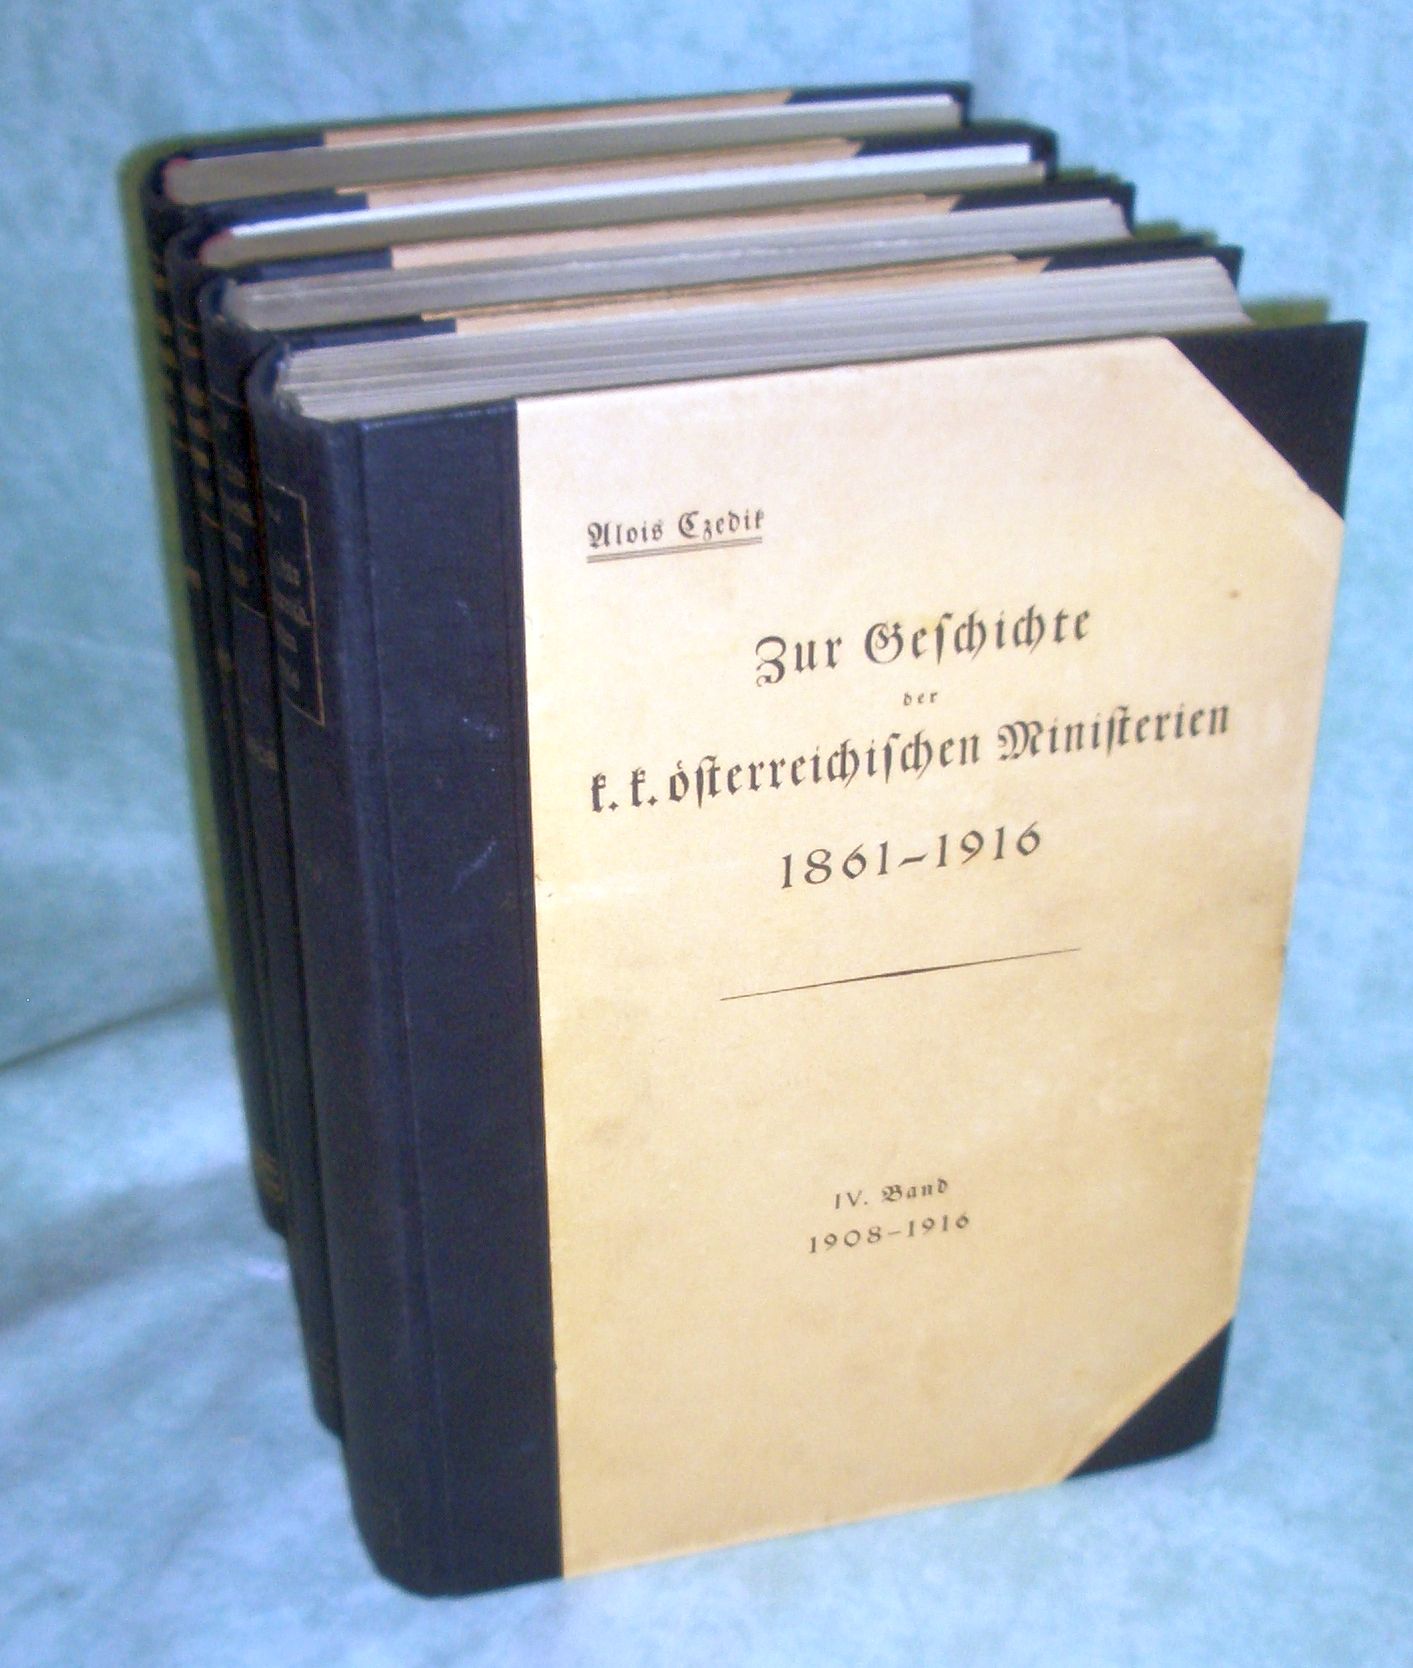 Alois Czedik
Zur Geschichte
der
k. k. österreichischen Ministerien
1861–1916
IV. Band
1908–1916